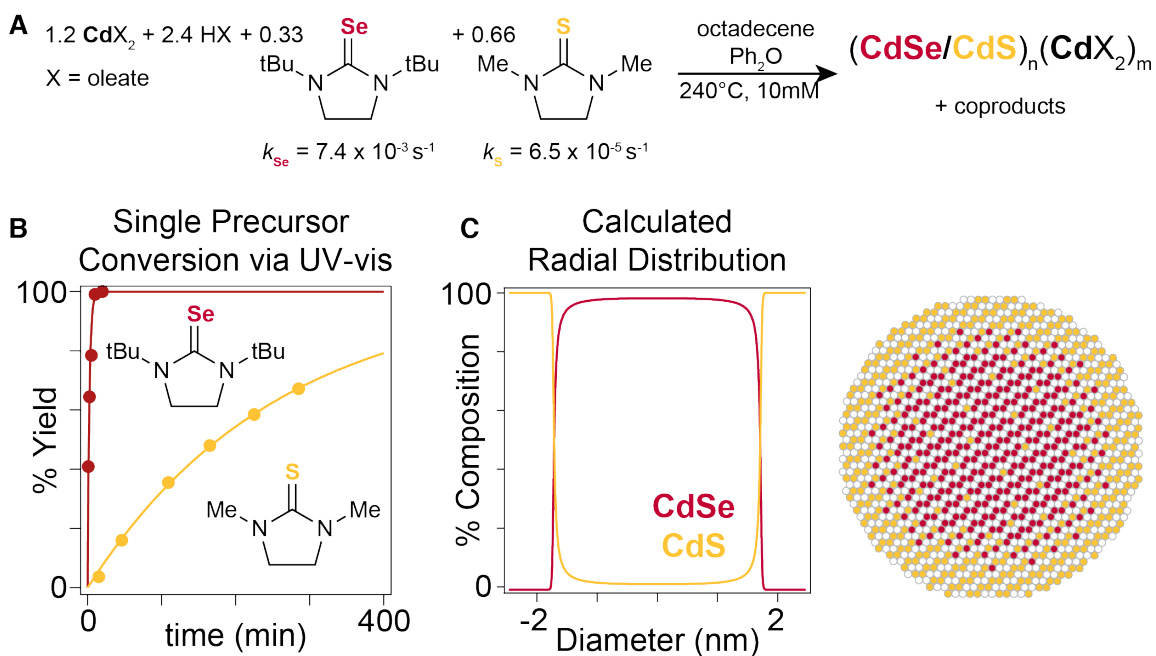 A
1.2 CdX₂ + 2.4 HX + 0.33
X = oleate
Se
tBu N N tBu
+ 0.66
S
Me N N Me
octadecene
Ph₂O
240°C, 10mM
(CdSe/CdS)ₙ(CdX₂)ₘ
+ coproducts
k_Se = 7.4 x 10⁻³ s⁻¹
k_S = 6.5 x 10⁻⁵ s⁻¹
B
Single Precursor
Conversion via UV-vis
100
% Yield
0
0
400
time (min)
Se
tBu N N tBu
S
Me N N Me
C
Calculated
Radial Distribution
100
% Composition
0
-2
2
Diameter (nm)
CdSe
CdS